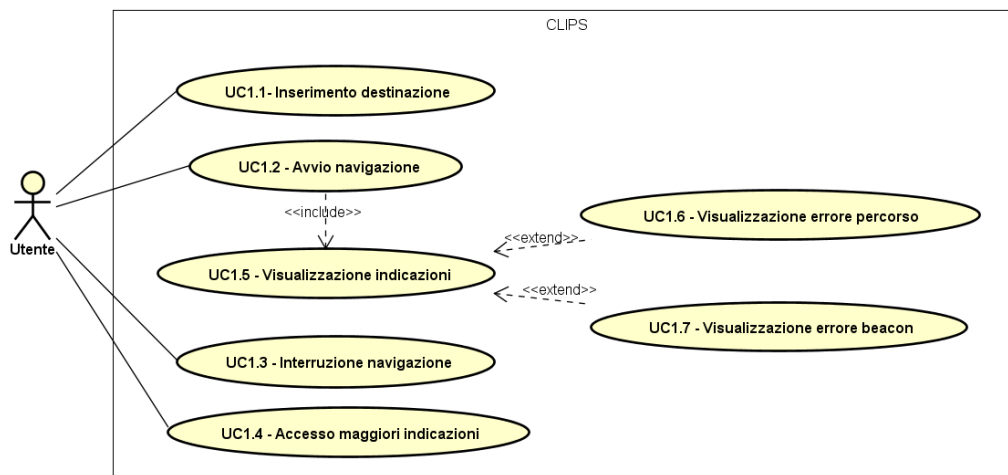 CLIPS
UC1.1- Inserimento destinazione
UC1.2 - Avvio navigazione
<<include>>
Utente
UC1.6 - Visualizzazione errore percorso
<<extend>>
UC1.5 - Visualizzazione indicazioni
<<extend>>
UC1.7 - Visualizzazione errore beacon
UC1.3 - Interruzione navigazione
UC1.4 - Accesso maggiori indicazioni